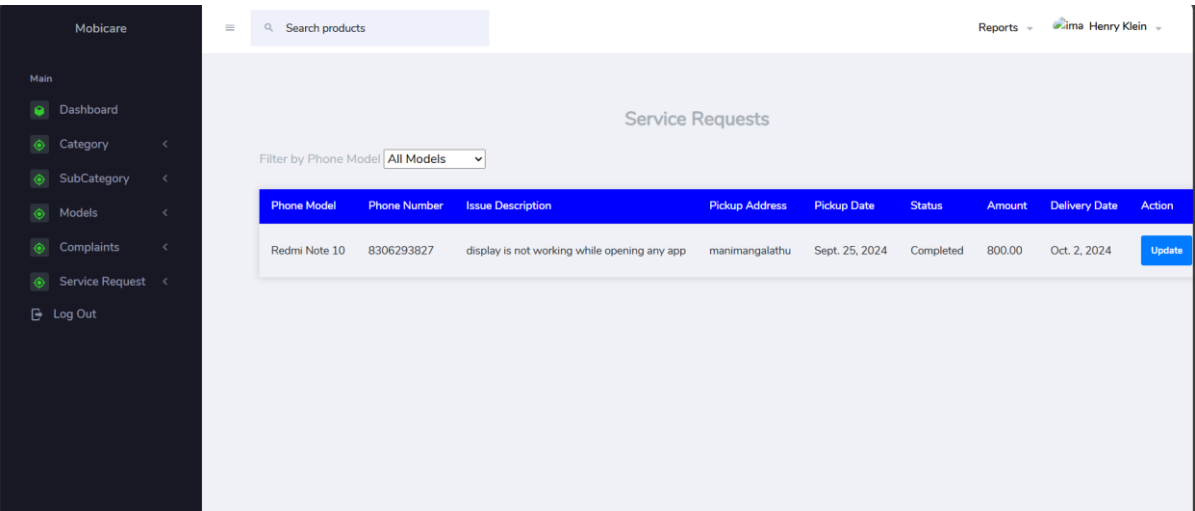 Mobicare
Search products
Reports
ima Henry Klein
Main
Dashboard
Category
SubCategory
Models
Complaints
Service Request
Log Out
Service Requests
Filter by Phone Model All Models
Phone Model Phone Number Issue Description Pickup Address Pickup Date Status Amount Delivery Date Action
Redmi Note 10 8306293827 display is not working while opening any app manimangalathu Sept. 25, 2024 Completed 800.00 Oct. 2, 2024 Update